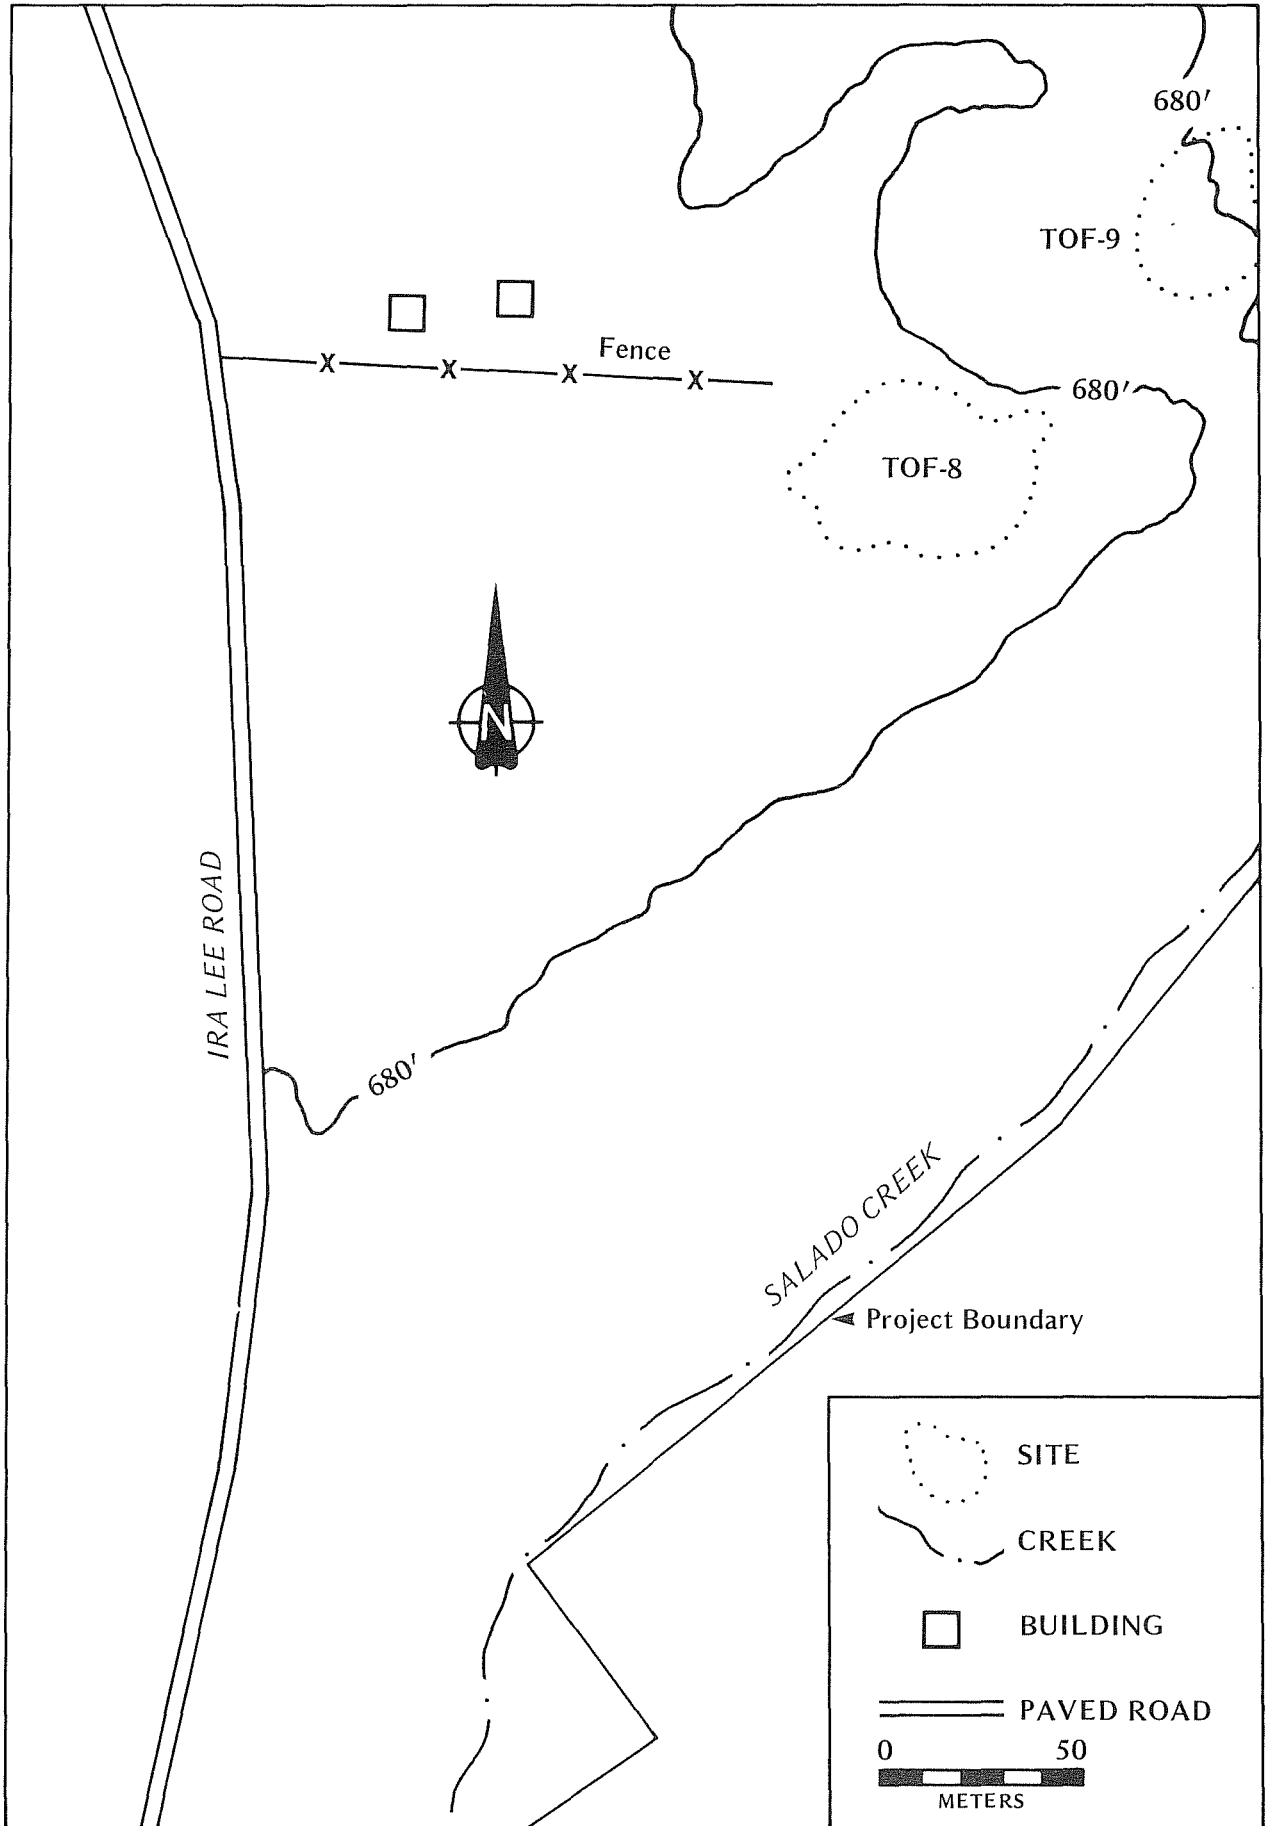 680'
TOF-9
Fence
680'
TOF-8
N
IRA LEE ROAD
680'
SALADO CREEK
Project Boundary
SITE
CREEK
BUILDING
PAVED ROAD
0 50
METERS